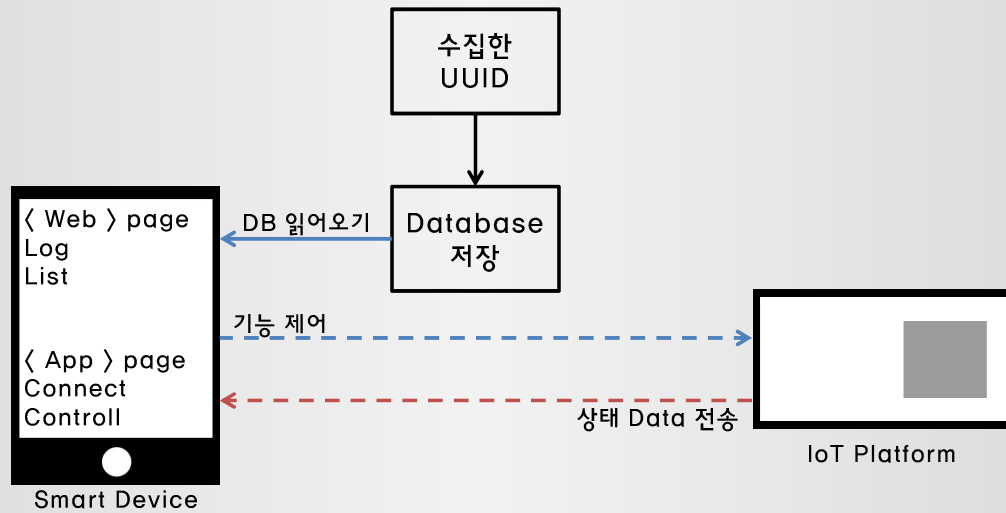 수집한
UUID
Database
저장
DB 읽어오기
< Web > page
Log
List
기능 제어
< App > page
Connect
Controll
상태 Data 전송
IoT Platform
Smart Device